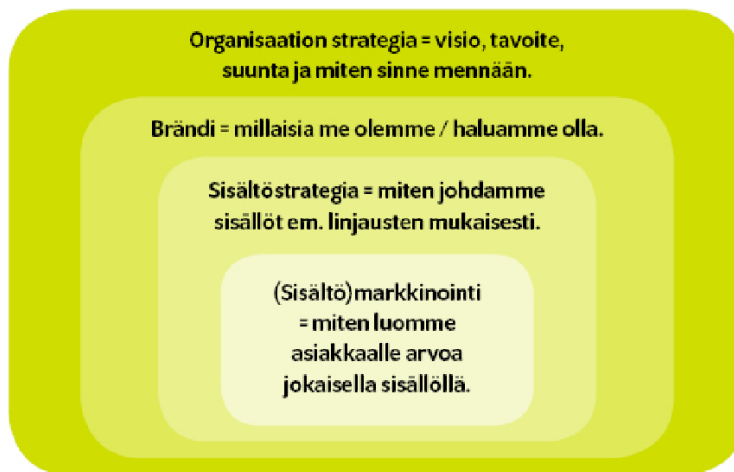 Organisaation strategia = visio, tavoite,
suunta ja miten sinne mennään.
Brändi = millaisia me olemme / haluamme olla.
Sisältöstrategia = miten johdamme
sisällöt em. linjausten mukaisesti.
(Sisältö)markkinointi
= miten luomme
asiakkaalle arvoa
jokaisella sisällöllä.